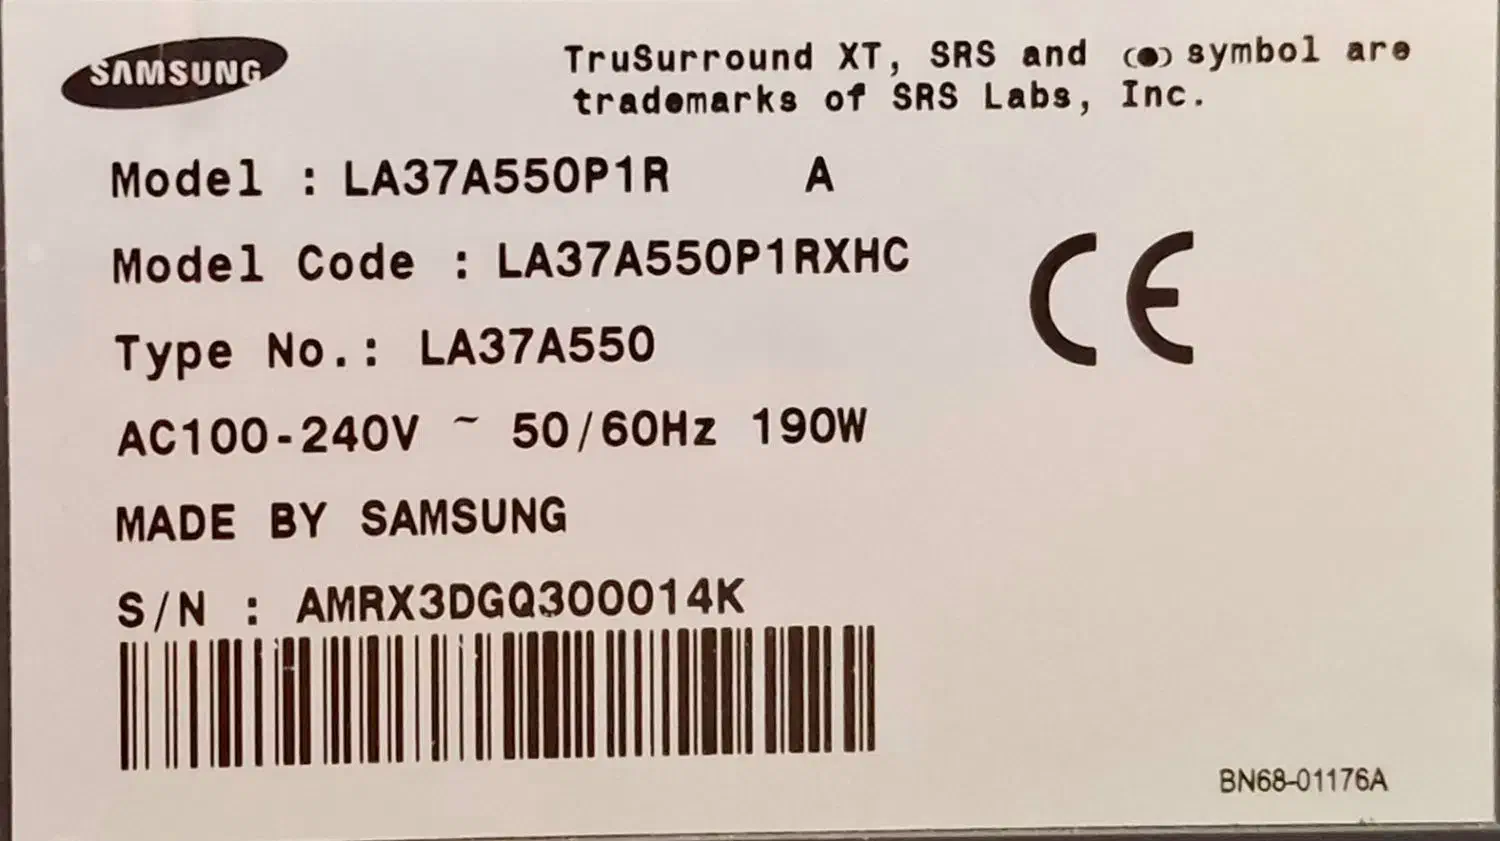 SAMSUNG
TruSurround XT, SRS and (●) symbol are
trademarks of SRS Labs, Inc.
Model : LA37A550P1R A
Model Code : LA37A550P1RXHC
Type No.: LA37A550
AC100-240V ~ 50/60Hz 190W
MADE BY SAMSUNG
S/N : AMRX3DGQ300014K
CE
BN68-01176A